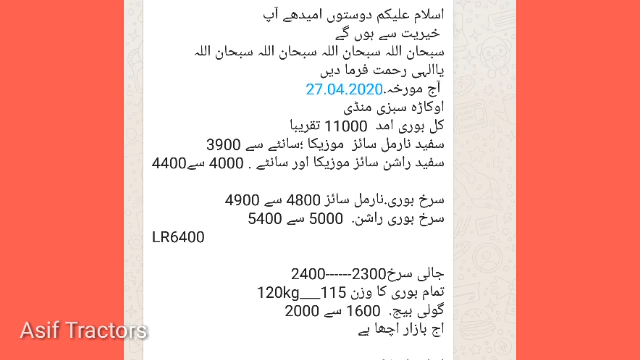 اسلام علیکم دوستوں امیدھے آپ
خیریت سے ہوں گے
سبحان اللہ سبحان اللہ سبحان اللہ سبحان اللہ
یاالہی رحمت فرما دیں
آج مورخہ.27.04.2020
اوکاڑہ سبزی منڈی
کل بوری امد 11000 تقریبا
سفید نارمل سائز موزیکا ؛سانٹے سے 3900
سفید راشن سائز موزیکا اور سانٹے . 4000 سے4400
سرخ بوری.نارمل سائز 4800 سے 4900
سرخ بوری راشن. 5000 سے 5400
LR6400
جالی سرخ2300------2400
تمام بوری کا وزن 115___120kg
گولی بیج. 1600 سے 2000
اج بازار اچھا ہے
Asif Tractors